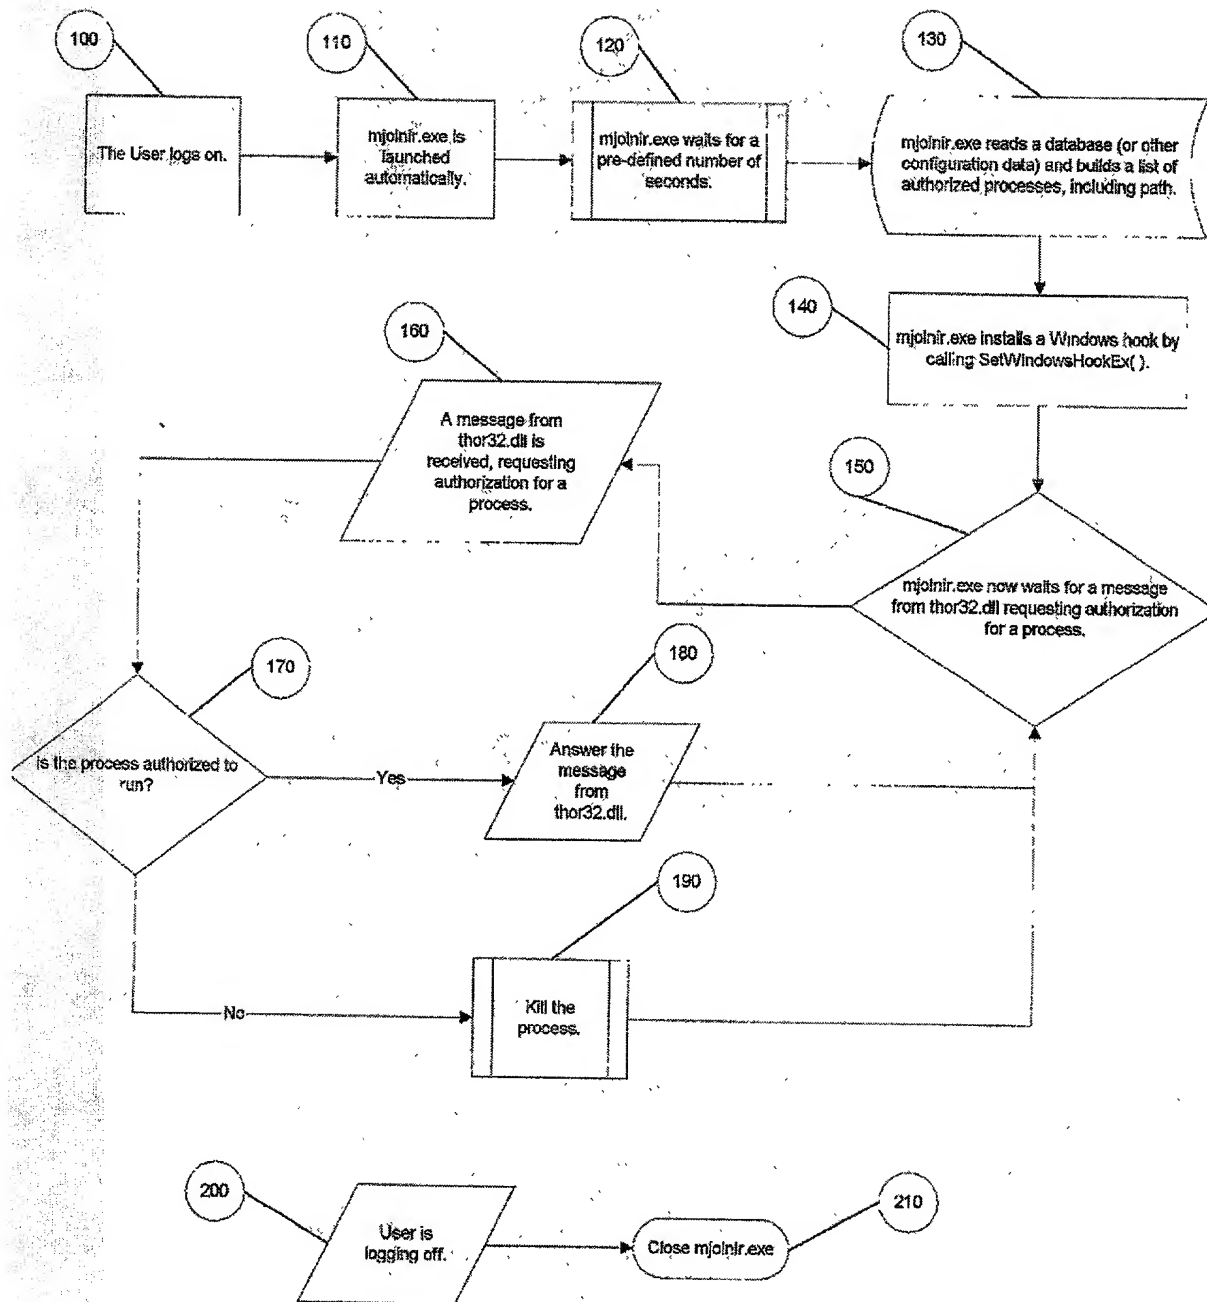 100
The User logs on.
110
mjolnir.exe is
launched
automatically.
120
mjolnir.exe waits for a
pre-defined number of
seconds.
130
mjolnir.exe reads a database (or other
configuration data) and builds a list of
authorized processes, including path.
140
mjolnir.exe installs a Windows hook by
calling SetWindowsHookEx( ).
150
mjolnir.exe now waits for a message
from thor32.dll requesting authorization
for a process.
160
A message from
thor32.dll is
received, requesting
authorization for a
process.
170
Is the process authorized to
run?
Yes
180
Answer the
message
from
thor32.dll.
No
190
Kill the
process.
200
User is
logging off.
210
Close mjolnir.exe